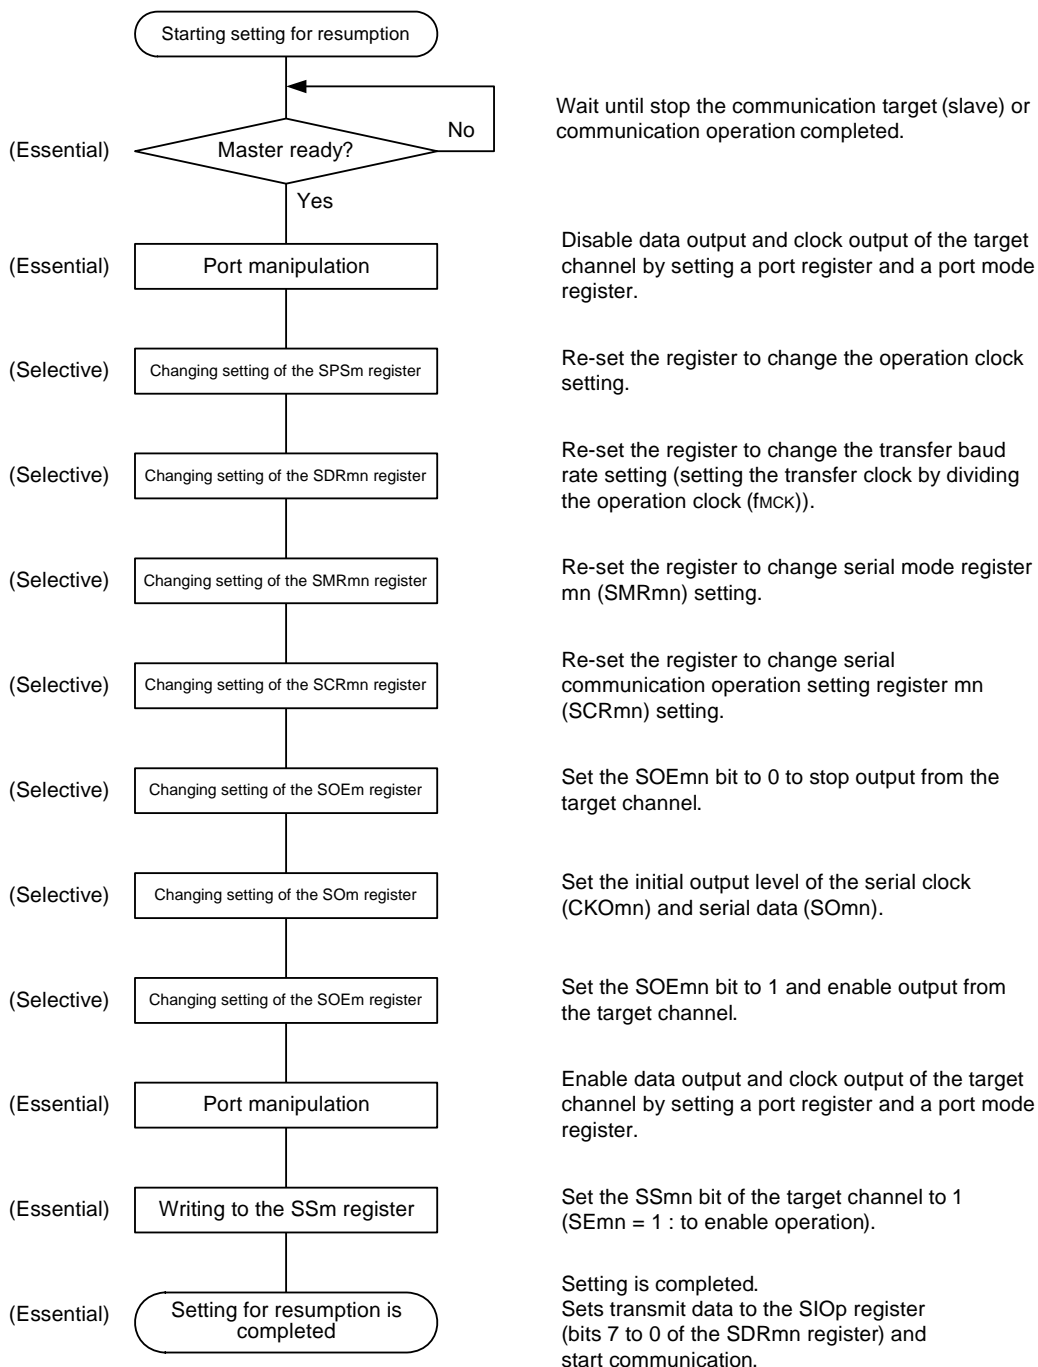 Starting setting for resumption
Wait until stop the communication target (slave) or
communication operation completed.
No
(Essential)
Master ready?
Yes
Disable data output and clock output of the target
channel by setting a port register and a port mode
register.
(Essential)
Port manipulation
(Selective)
Changing setting of the SPSm register
Re-set the register to change the operation clock
setting.
(Selective)
Changing setting of the SDRmn register
Re-set the register to change the transfer baud
rate setting (setting the transfer clock by dividing
the operation clock (fMCK)).
(Selective)
Changing setting of the SMRmn register
Re-set the register to change serial mode register
mn (SMRmn) setting.
(Selective)
Changing setting of the SCRmn register
Re-set the register to change serial
communication operation setting register mn
(SCRmn) setting.
(Selective)
Changing setting of the SOEm register
Set the SOEmn bit to 0 to stop output from the
target channel.
(Selective)
Changing setting of the SOm register
Set the initial output level of the serial clock
(CKOmn) and serial data (SOmn).
(Selective)
Changing setting of the SOEm register
Set the SOEmn bit to 1 and enable output from
the target channel.
(Essential)
Port manipulation
Enable data output and clock output of the target
channel by setting a port register and a port mode
register.
(Essential)
Writing to the SSm register
Set the SSmn bit of the target channel to 1
(SEmn = 1 : to enable operation).
(Essential)
Setting for resumption is
completed
Setting is completed.
Sets transmit data to the SIOp register
(bits 7 to 0 of the SDRmn register) and
start communication.